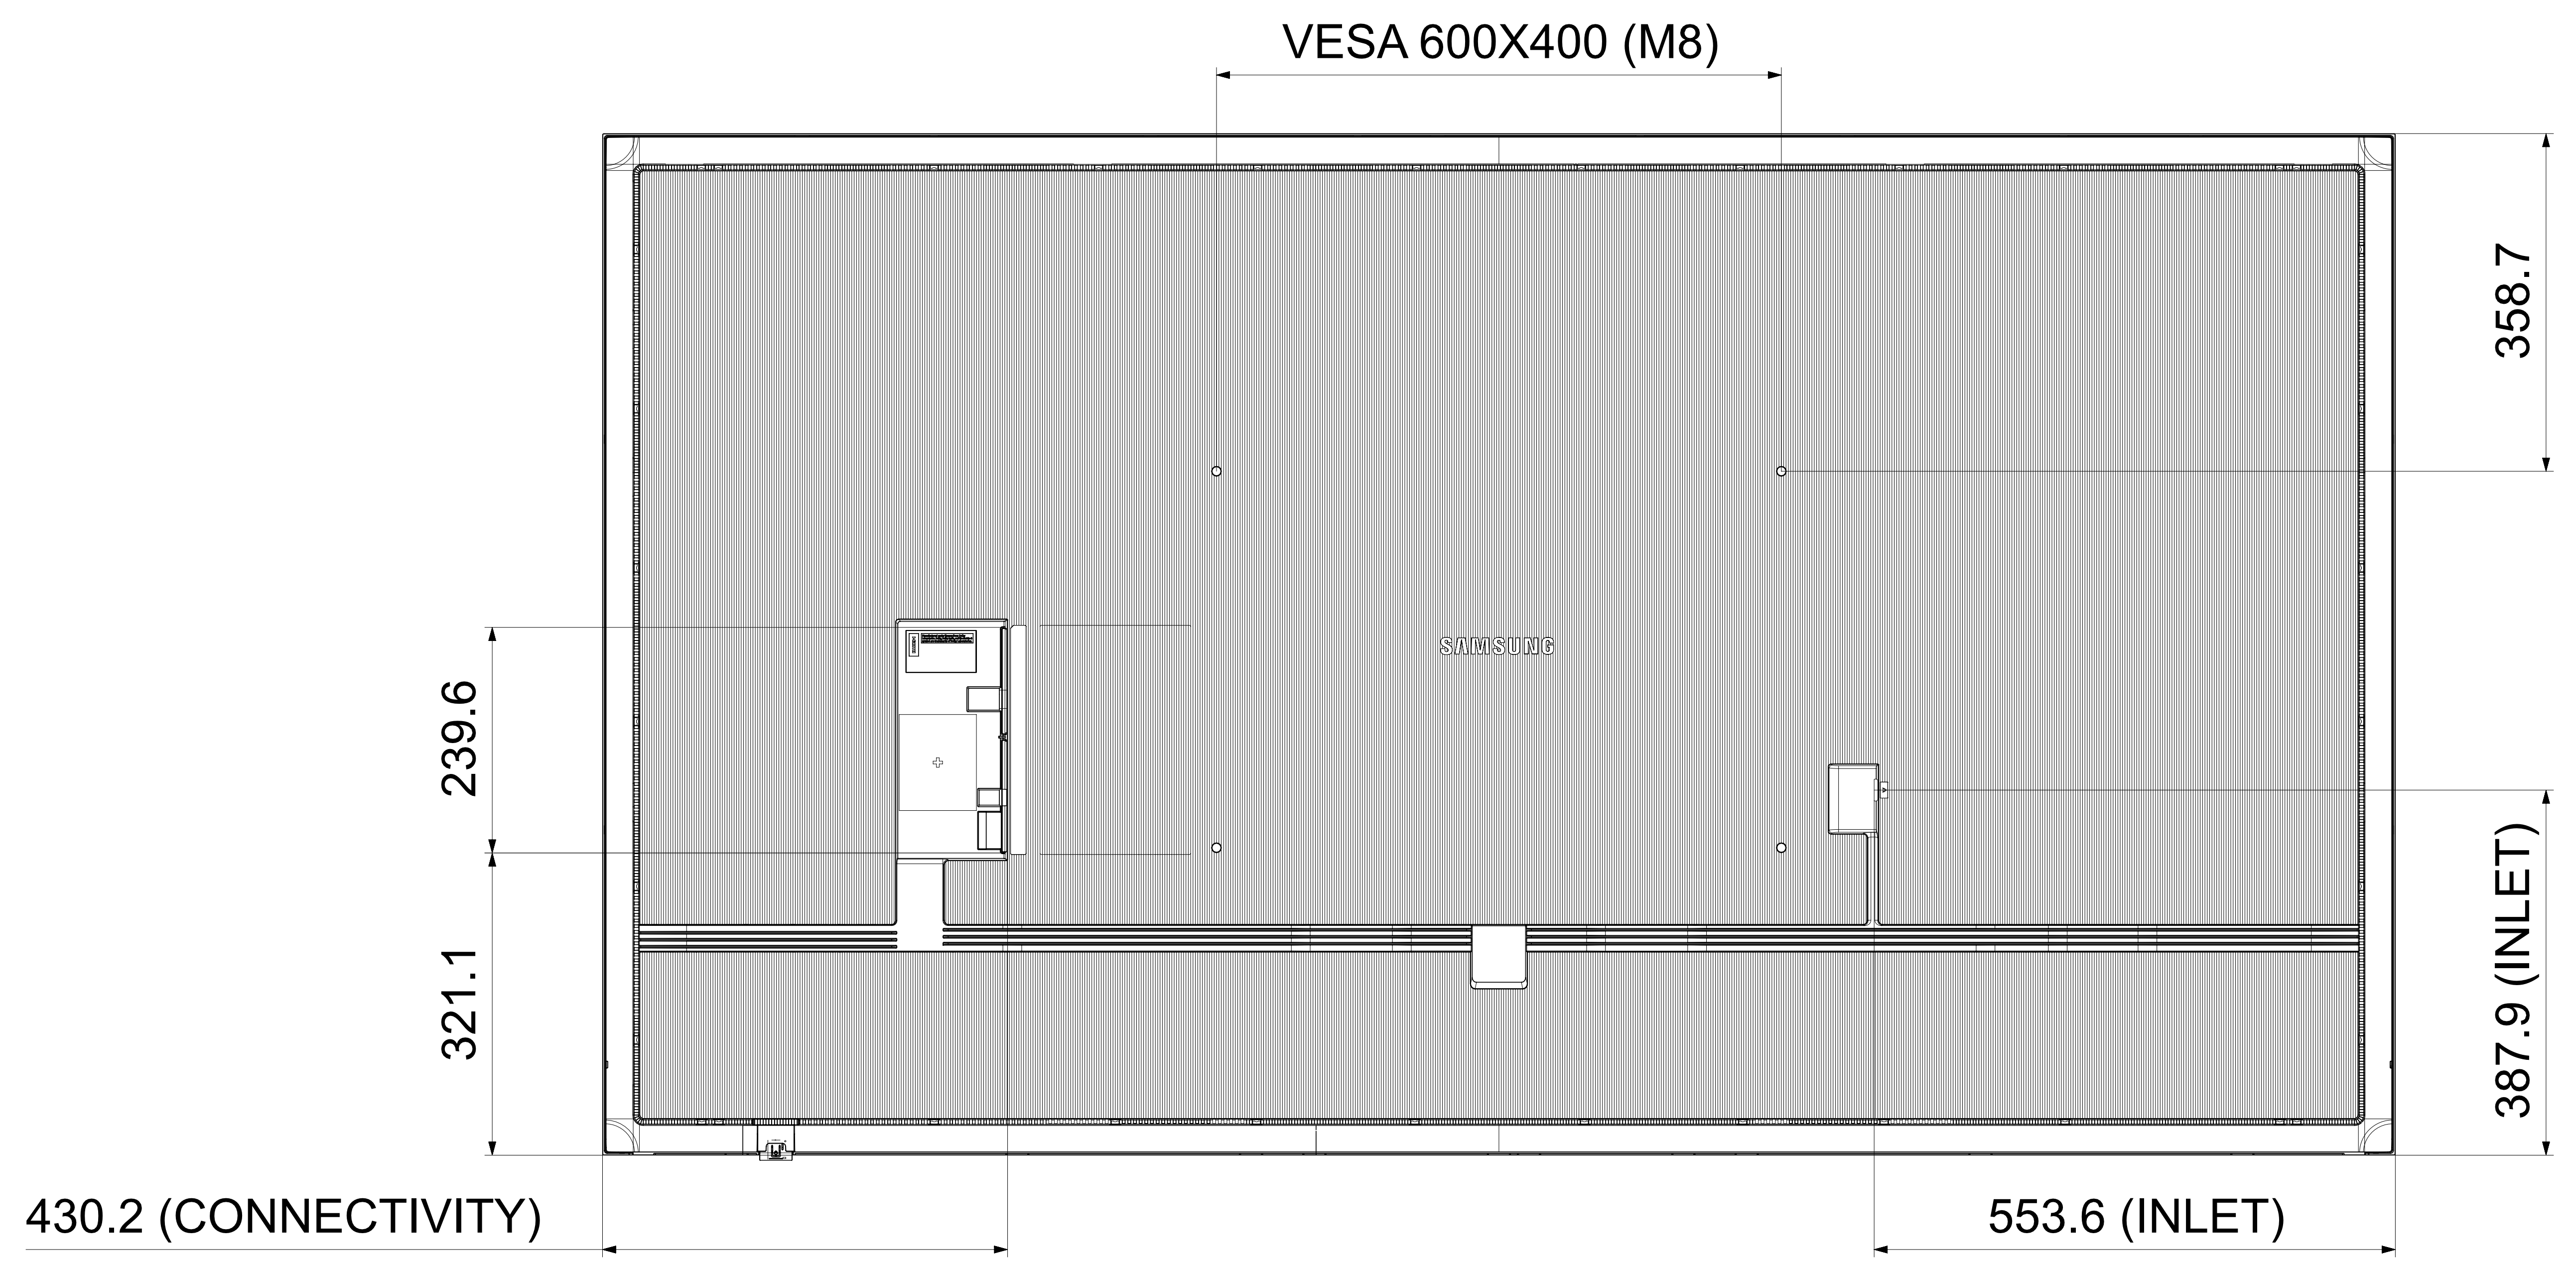 VESA 600X400 (M8)
358.7
239.6
SAMSUNG
321.1
387.9 (INLET)
430.2 (CONNECTIVITY)
553.6 (INLET)